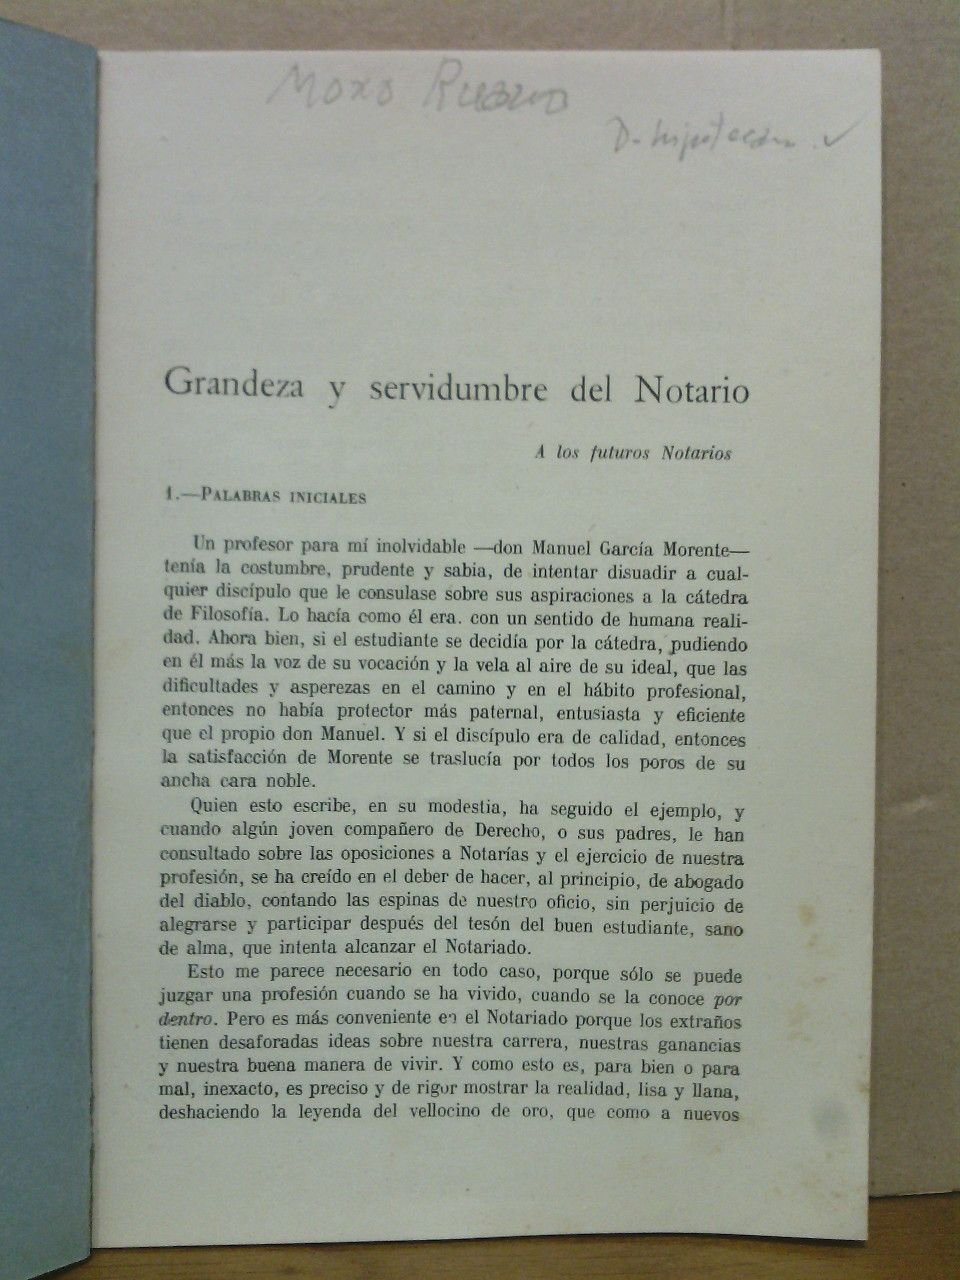 Moxo Ruano
D. hipotecario
Grandeza y servidumbre del Notario
A los futuros Notarios
1.—PALABRAS INICIALES
Un profesor para mí inolvidable —don Manuel García Morente—
tenía la costumbre, prudente y sabia, de intentar disuadir a cual-
quier discípulo que le consulase sobre sus aspiraciones a la cátedra
de Filosofía. Lo hacía como él era. con un sentido de humana reali-
dad. Ahora bien, si el estudiante se decidía por la cátedra, pudiendo
en él más la voz de su vocación y la vela al aire de su ideal, que las
dificultades y asperezas en el camino y en el hábito profesional,
entonces no había protector más paternal, entusiasta y eficiente
que el propio don Manuel. Y si el discípulo era de calidad, entonces
la satisfacción de Morente se traslucía por todos los poros de su
ancha cara noble.
Quien esto escribe, en su modestia, ha seguido el ejemplo, y
cuando algún joven compañero de Derecho, o sus padres, le han
consultado sobre las oposiciones a Notarías y el ejercicio de nuestra
profesión, se ha creído en el deber de hacer, al principio, de abogado
del diablo, contando las espinas de nuestro oficio, sin perjuicio de
alegrarse y participar después del tesón del buen estudiante, sano
de alma, que intenta alcanzar el Notariado.
Esto me parece necesario en todo caso, porque sólo se puede
juzgar una profesión cuando se ha vivido, cuando se la conoce por
dentro. Pero es más conveniente en el Notariado porque los extraños
tienen desaforadas ideas sobre nuestra carrera, nuestras ganancias
y nuestra buena manera de vivir. Y como esto es, para bien o para
mal, inexacto, es preciso y de rigor mostrar la realidad, lisa y llana,
deshaciendo la leyenda del vellocino de oro, que como a nuevos